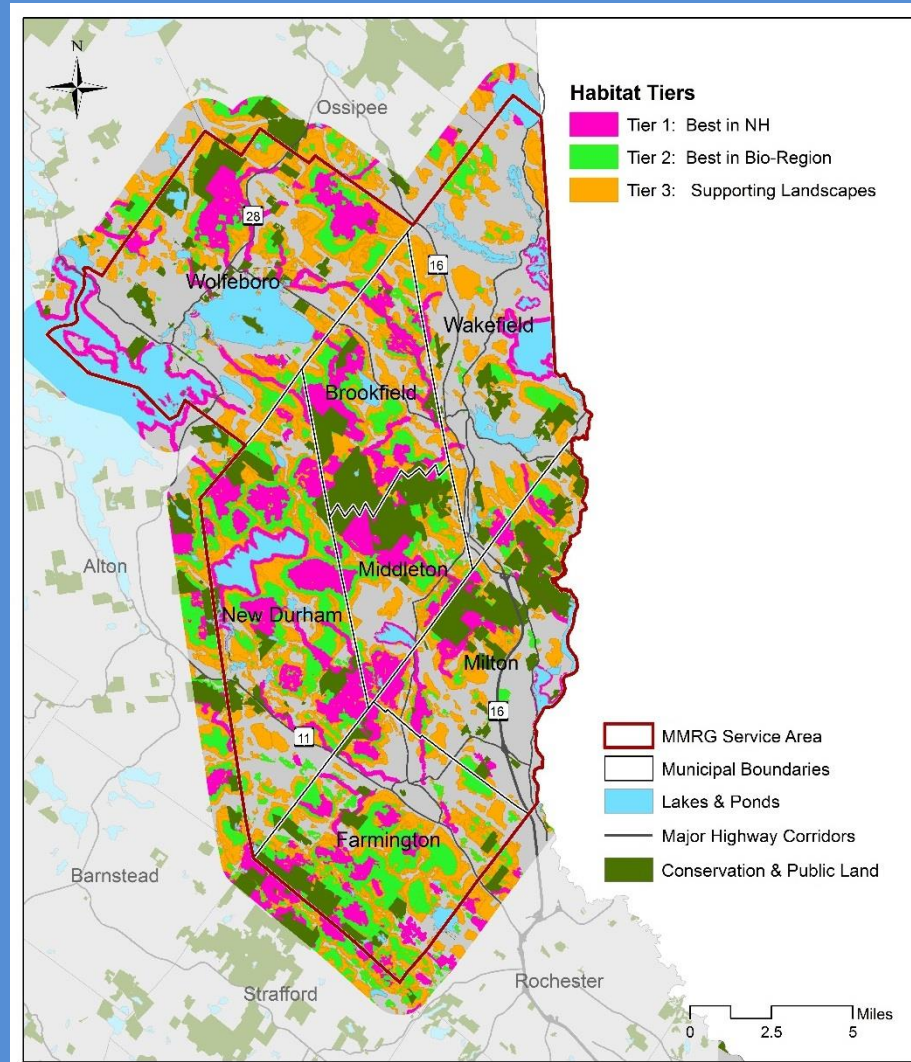 N
Ossipee
Habitat Tiers
Tier 1: Best in NH
Tier 2: Best in Bio-Region
Tier 3: Supporting Landscapes
28
16
Wolfeboro
Wakefield
Brookfield
Alton
Middleton
New Durham
Milton
16
11
MMRG Service Area
Municipal Boundaries
Lakes & Ponds
Major Highway Corridors
Conservation & Public Land
Farmington
Barnstead
Strafford
Rochester
Miles
0 2.5 5